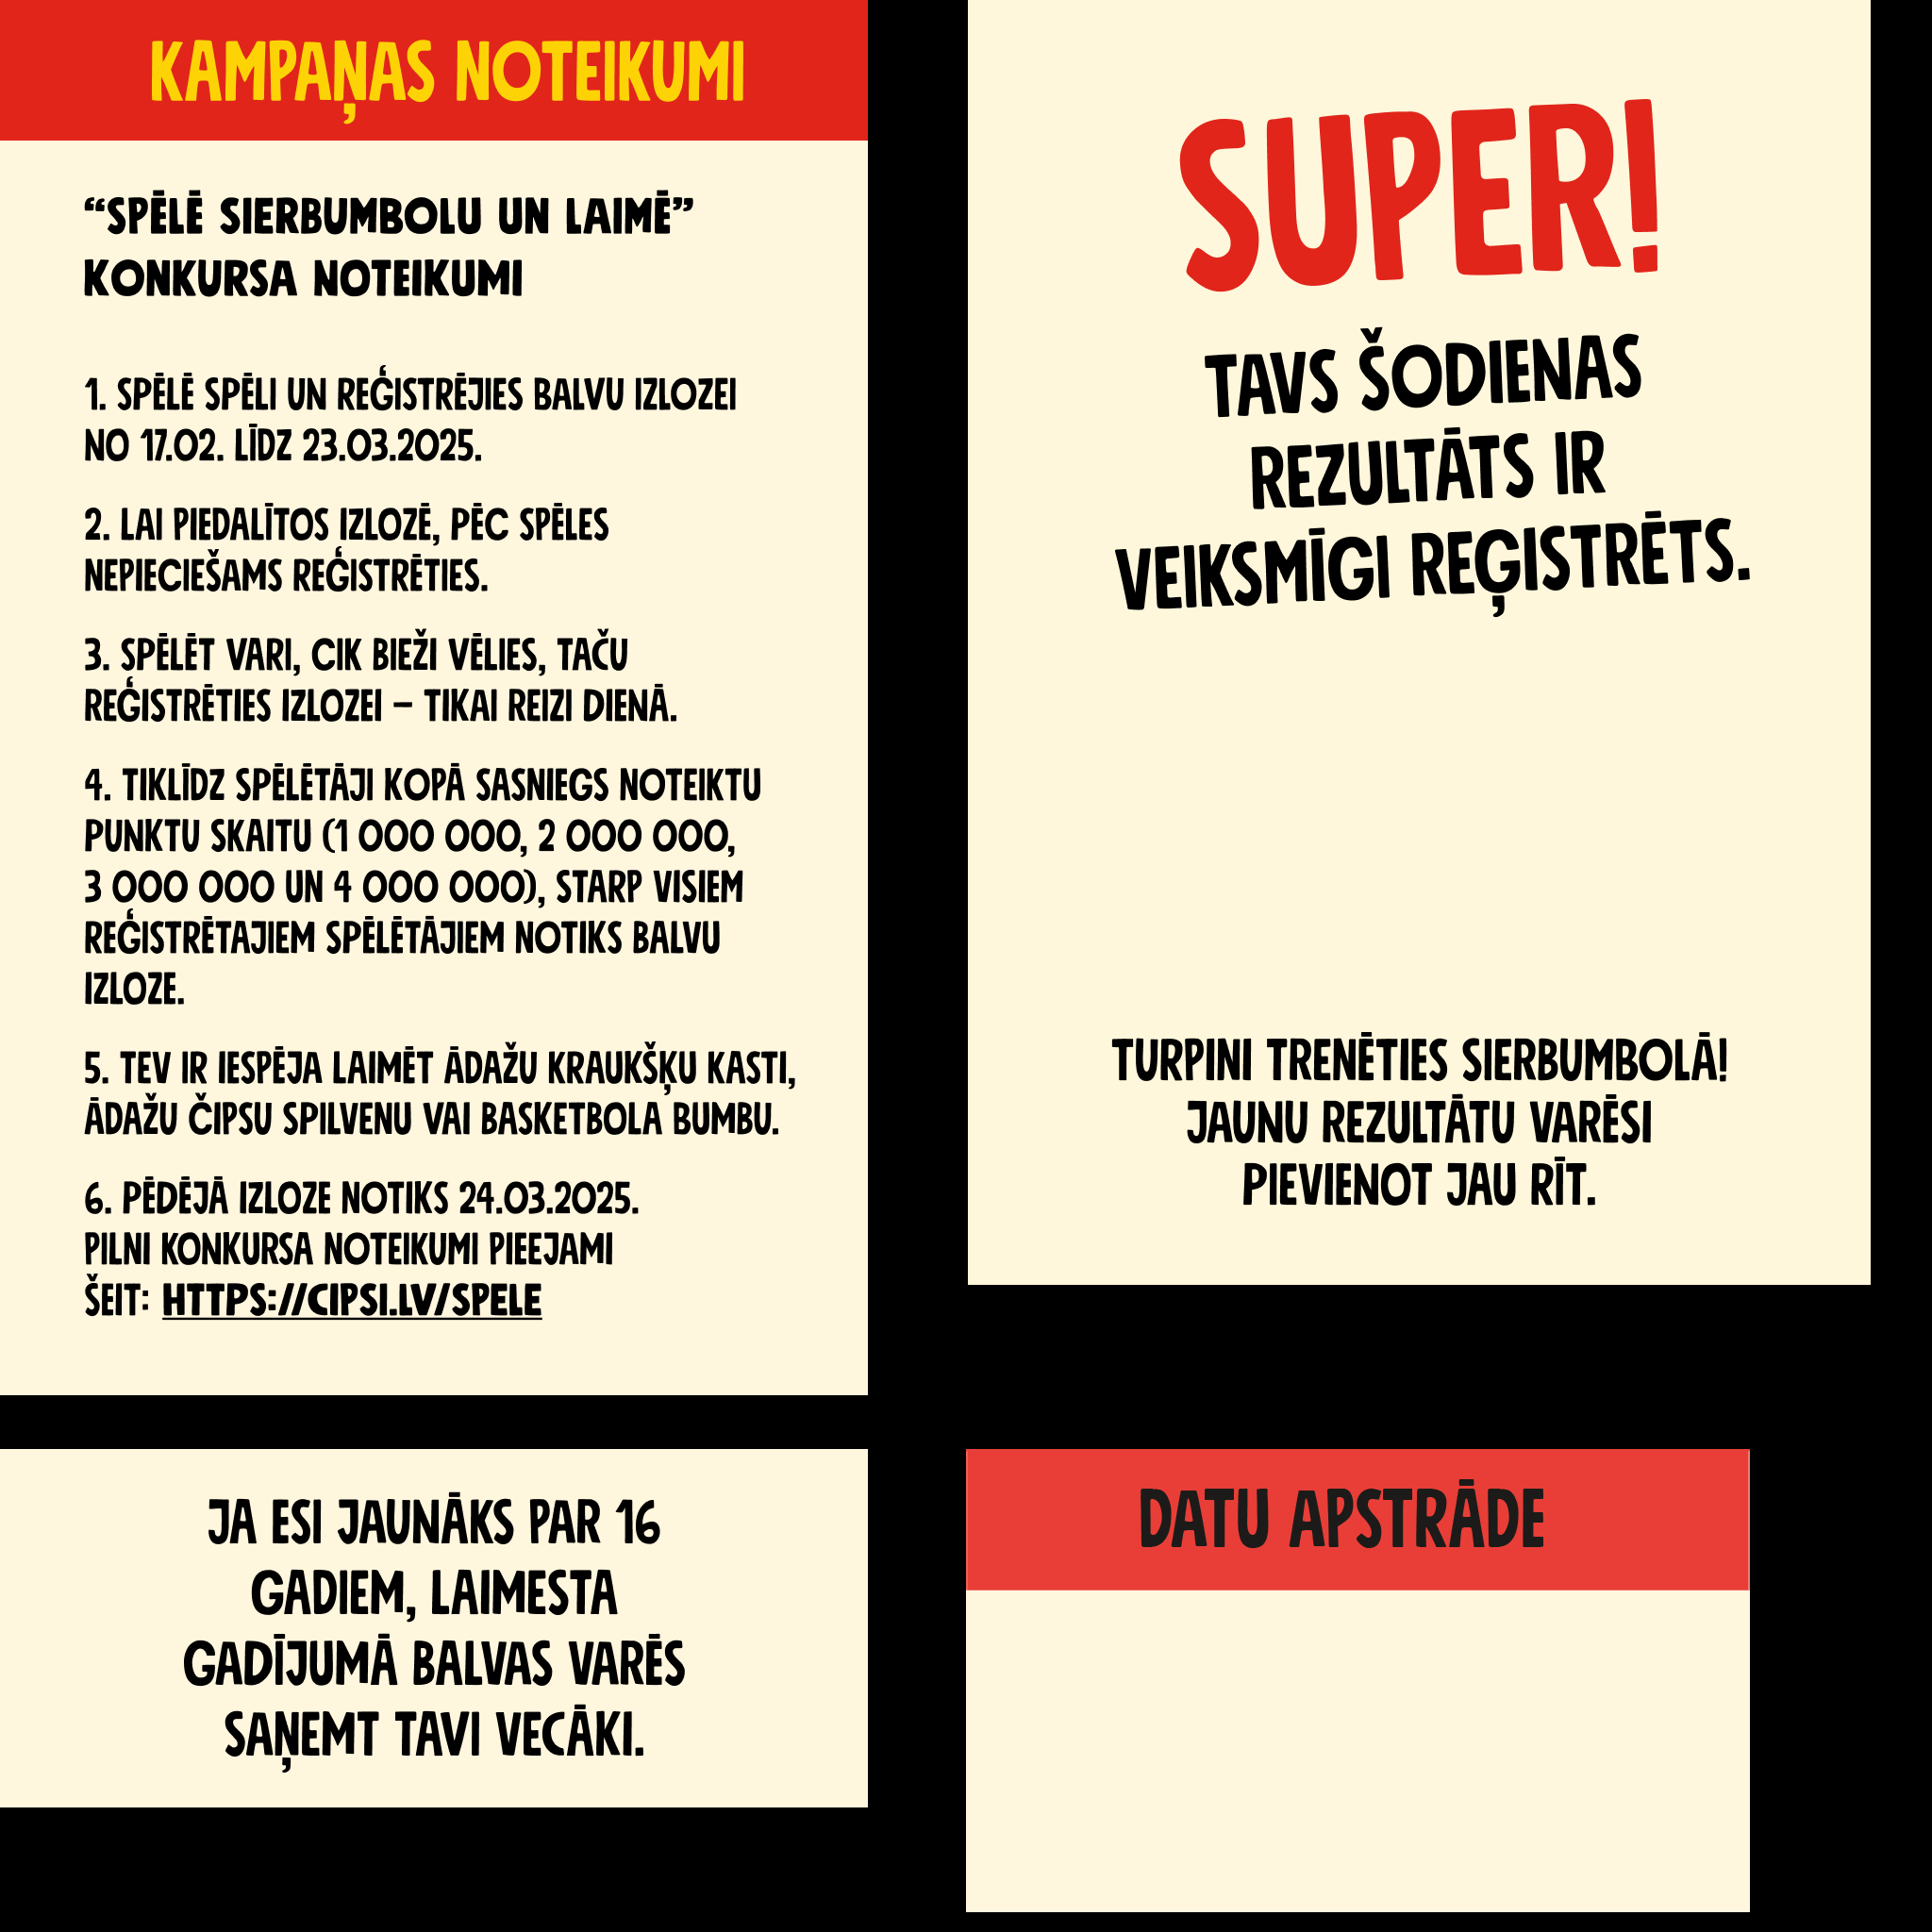 KAMPAŅAS NOTEIKUMI
“SPĒLĒ SIERBUMBOLU UN LAIMĒ”
KONKURSA NOTEIKUMI
1. SPĒLĒ SPĒLI UN REĢISTRĒJIES BALVU IZLOZEI
NO 17.02. LĪDZ 23.03.2025.
2. LAI PIEDALĪTOS IZLOZĒ, PĒC SPĒLES
NEPIECIEŠAMS REĢISTRĒTIES.
3. SPĒLĒT VARI, CIK BIEŽI VĒLIES, TAČU
REĢISTRĒTIES IZLOZEI – TIKAI REIZI DIENĀ.
4. TIKLĪDZ SPĒLĒTĀJI KOPĀ SASNIEGS NOTEIKTU
PUNKTU SKAITU (1 000 000, 2 000 000,
3 000 000 UN 4 000 000), STARP VISIEM
REĢISTRĒTAJIEM SPĒLĒTĀJIEM NOTIKS BALVU
IZLOZE.
5. TEV IR IESPĒJA LAIMĒT ĀDAŽU KRAUKŠĶU KASTI,
ĀDAŽU ČIPSU SPILVENU VAI BASKETBOLA BUMBU.
6. PĒDĒJĀ IZLOZE NOTIKS 24.03.2025.
PILNI KONKURSA NOTEIKUMI PIEEJAMI
ŠEIT: HTTPS://CIPSI.LV/SPELE
SUPER!
TAVS ŠODIENAS
REZULTĀTS IR
VEIKSMĪGI REĢISTRĒTS.
TURPINI TRENĒTIES SIERBUMBOLĀ!
JAUNU REZULTĀTU VARĒSI
PIEVIENOT JAU RĪT.
JA ESI JAUNĀKS PAR 16
GADIEM, LAIMESTA
GADĪJUMĀ BALVAS VARĒS
SAŅEMT TAVI VECĀKI.
DATU APSTRĀDE